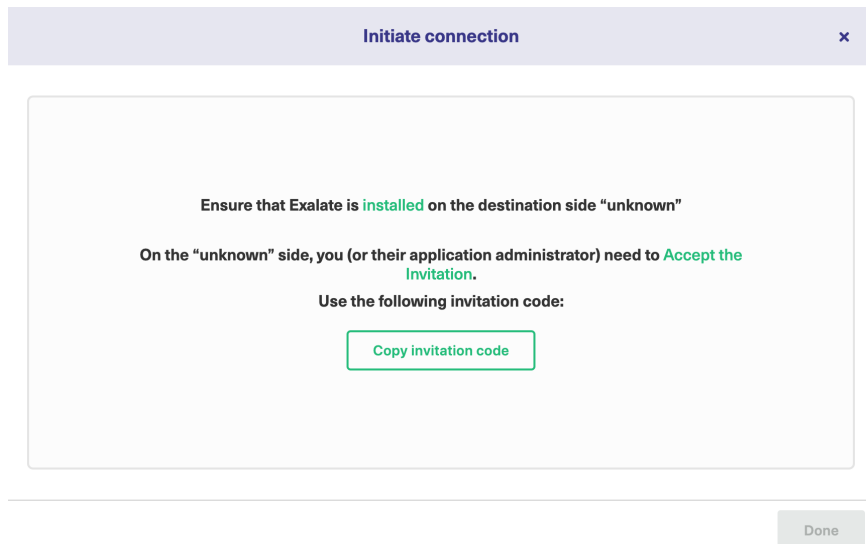 Initiate connection
×
Ensure that Exalate is installed on the destination side “unknown”
On the “unknown” side, you (or their application administrator) need to Accept the
Invitation.
Use the following invitation code:
Copy invitation code
Done